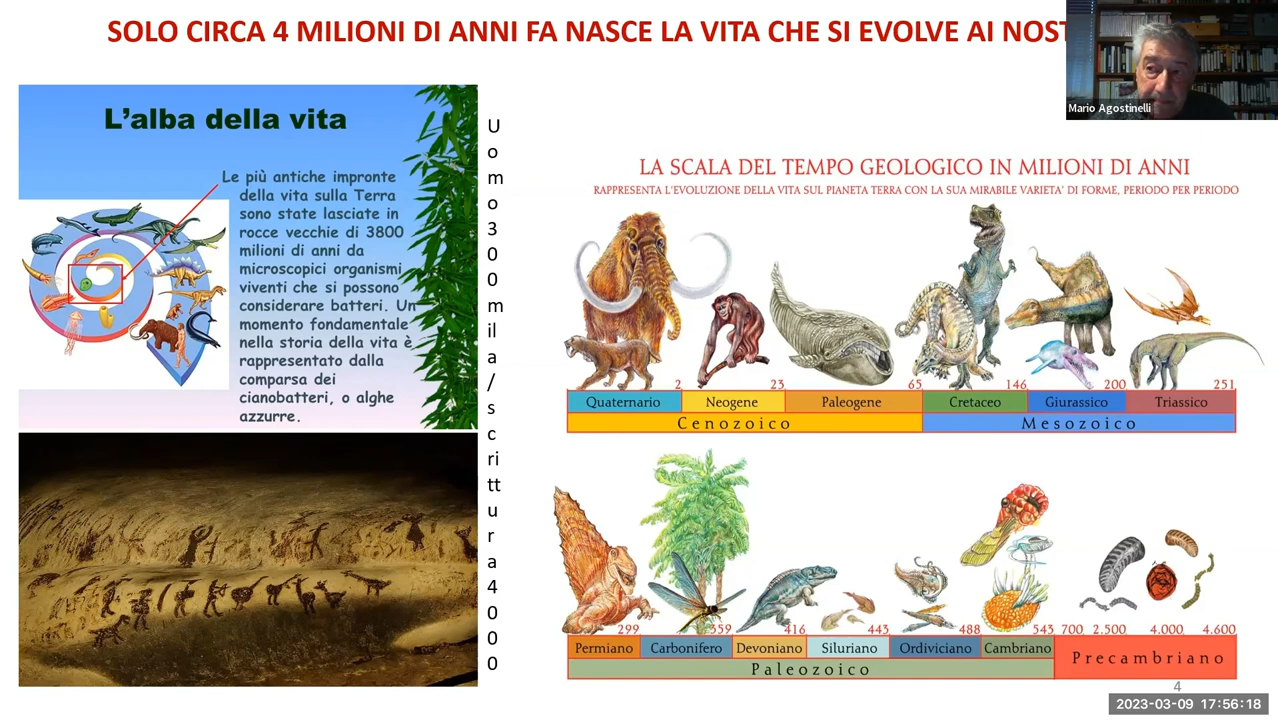 SOLO CIRCA 4 MILIONI DI ANNI FA NASCE LA VITA CHE SI EVOLVE AI NOST
Mario Agostinelli
L'alba della vita
Le più antiche impronte
della vita sulla Terra
sono state lasciate in
rocce vecchie di 3800
milioni di anni da
microscopici organismi
viventi che si possono
considerare batteri. Un
momento fondamentale
nella storia della vita è
rappresentato dalla
comparsa dei
cianobatteri, o alghe
azzurre.
U
o
m
o
3
0
0
m
il
a
/
s
c
ri
tt
u
r
a
4
0
0
0
LA SCALA DEL TEMPO GEOLOGICO IN MILIONI DI ANNI
RAPPRESENTA L'EVOLUZIONE DELLA VITA SUL PIANETA TERRA CON LA SUA MIRABILE VARIETA' DI FORME, PERIODO PER PERIODO
2 23 65 146 200 251
Quaternario Neogene Paleogene Cretaceo Giurassico Triassico
Cenozoico Mesozoico
299 359 416 443 488 543 700, 2.500 4.000, 4.600
Permiano Carbonifero Devoniano Siluriano Ordiviciano Cambriano
Paleozoico Precambriano
4
2023-03-09 17:56:18